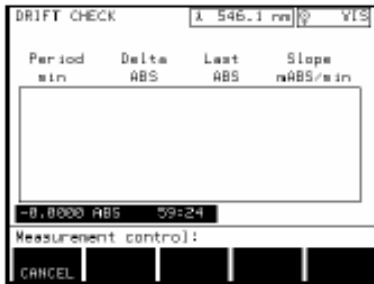 DRIFT CHECK λ 546.1 nm VIS
Period Delta Last Slope
min ABS ABS mABS/min
-0.0000 ABS 59:24
Measurement control:
CANCEL